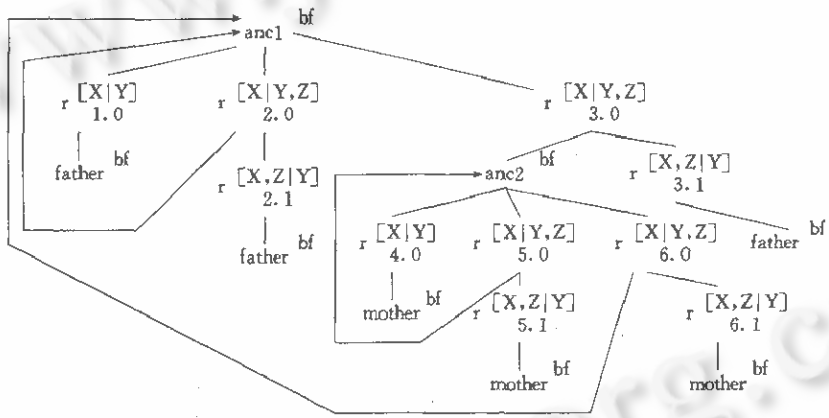 anc1 bf
r [X|Y] 1.0
r [X|Y,Z] 2.0
r [X|Y,Z] 3.0
father bf
r [X,Z|Y] 2.1
anc2 bf
r [X,Z|Y] 3.1
father bf
r [X|Y] 4.0
r [X|Y,Z] 5.0
r [X|Y,Z] 6.0
father bf
mother bf
r [X,Z|Y] 5.1
r [X,Z|Y] 6.1
mother bf
mother bf